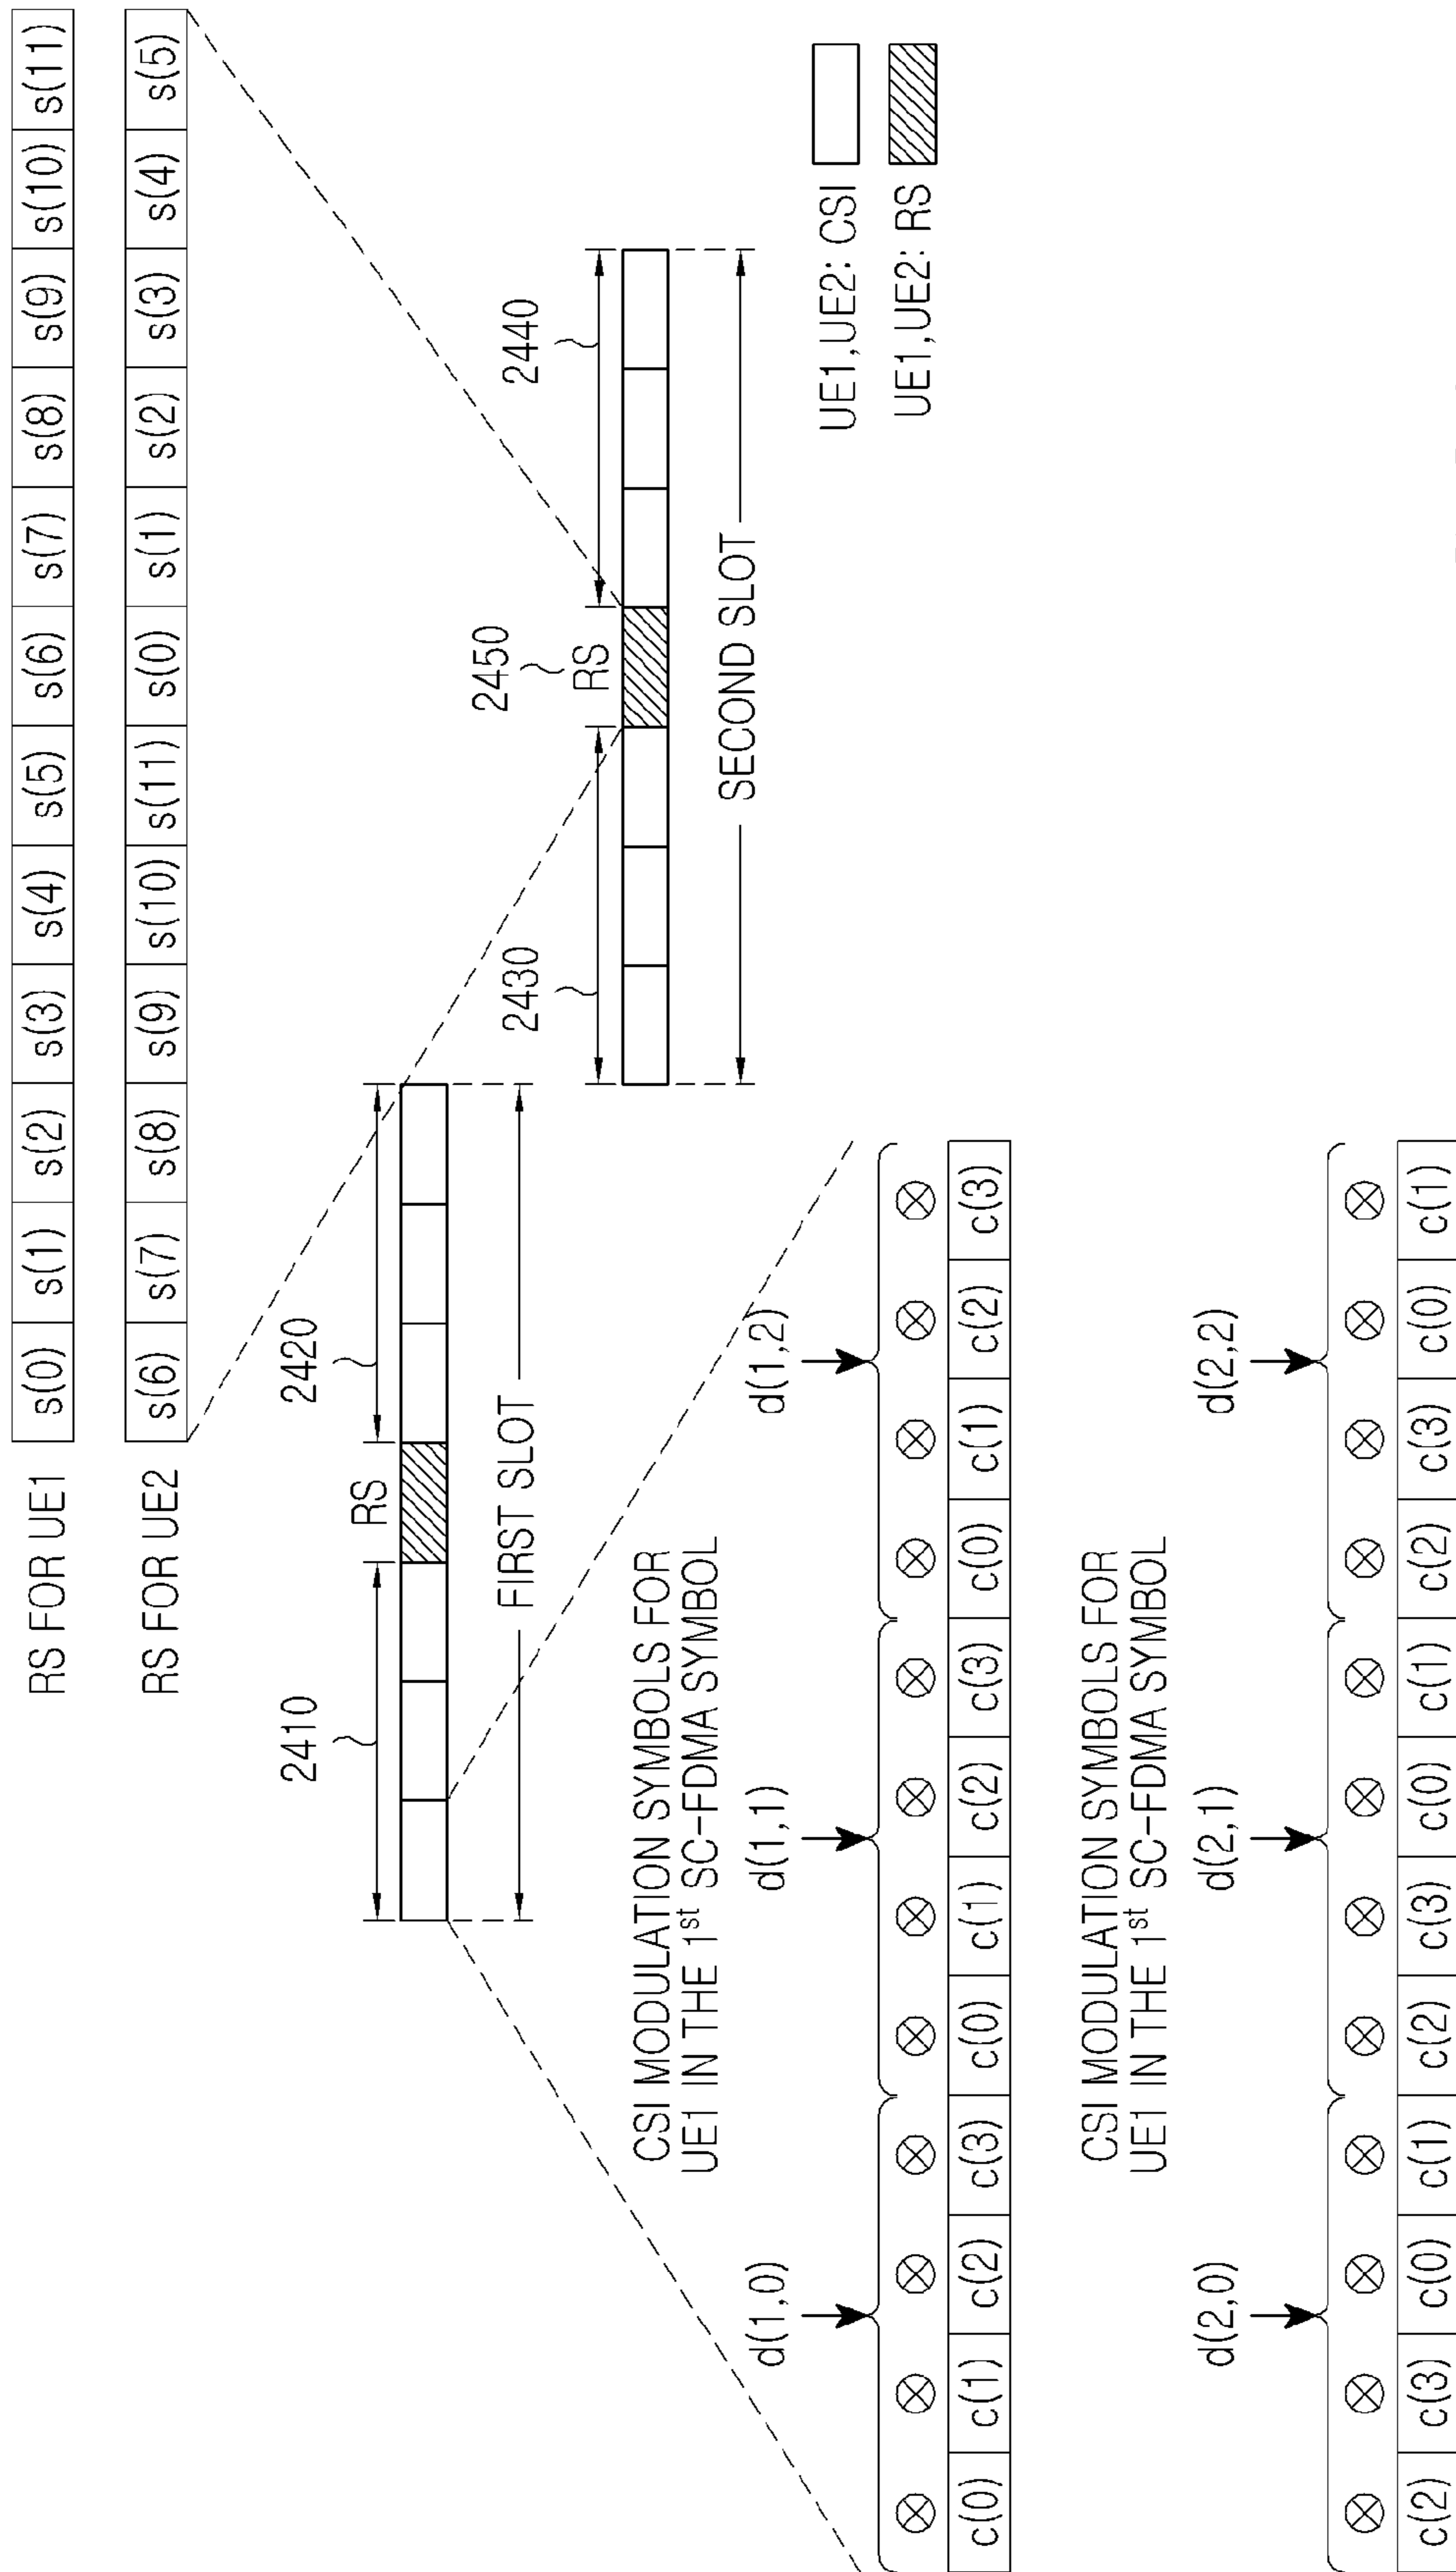 RS FOR UE1 s(0) s(1) s(2) s(3) s(4) s(5) s(6) s(7) s(8) s(9) s(10) s(11)
RS FOR UE2 s(6) s(7) s(8) s(9) s(10) s(11) s(0) s(1) s(2) s(3) s(4) s(5)
2410 2420
RS
FIRST SLOT
2430 2450 2440
RS
SECOND SLOT
UE1,UE2: CSI
UE1,UE2: RS
CSI MODULATION SYMBOLS FOR
UE1 IN THE 1st SC-FDMA SYMBOL
d(1,0) d(1,1) d(1,2)
c(0) c(1) c(2) c(3) c(0) c(1) c(2) c(3) c(0) c(1) c(2) c(3)
CSI MODULATION SYMBOLS FOR
UE1 IN THE 1st SC-FDMA SYMBOL
d(2,0) d(2,1) d(2,2)
c(2) c(3) c(0) c(1) c(2) c(3) c(0) c(1) c(2) c(3) c(0) c(1)